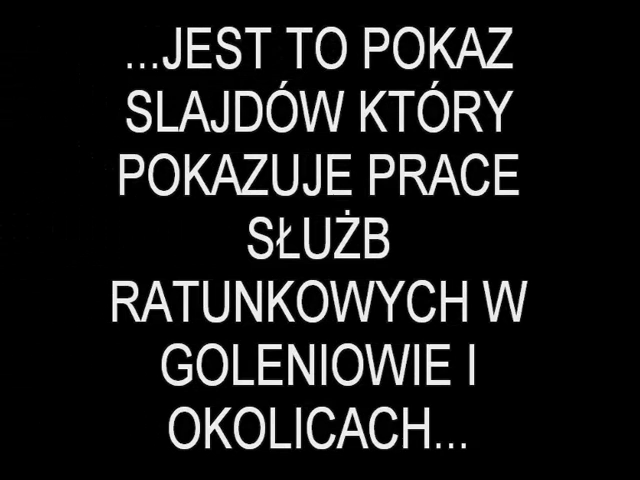 ...JEST TO POKAZ
SLAJDÓW KTÓRY
POKAZUJE PRACE
SŁUŻB
RATUNKOWYCH W
GOLENIOWIE I
OKOLICACH...